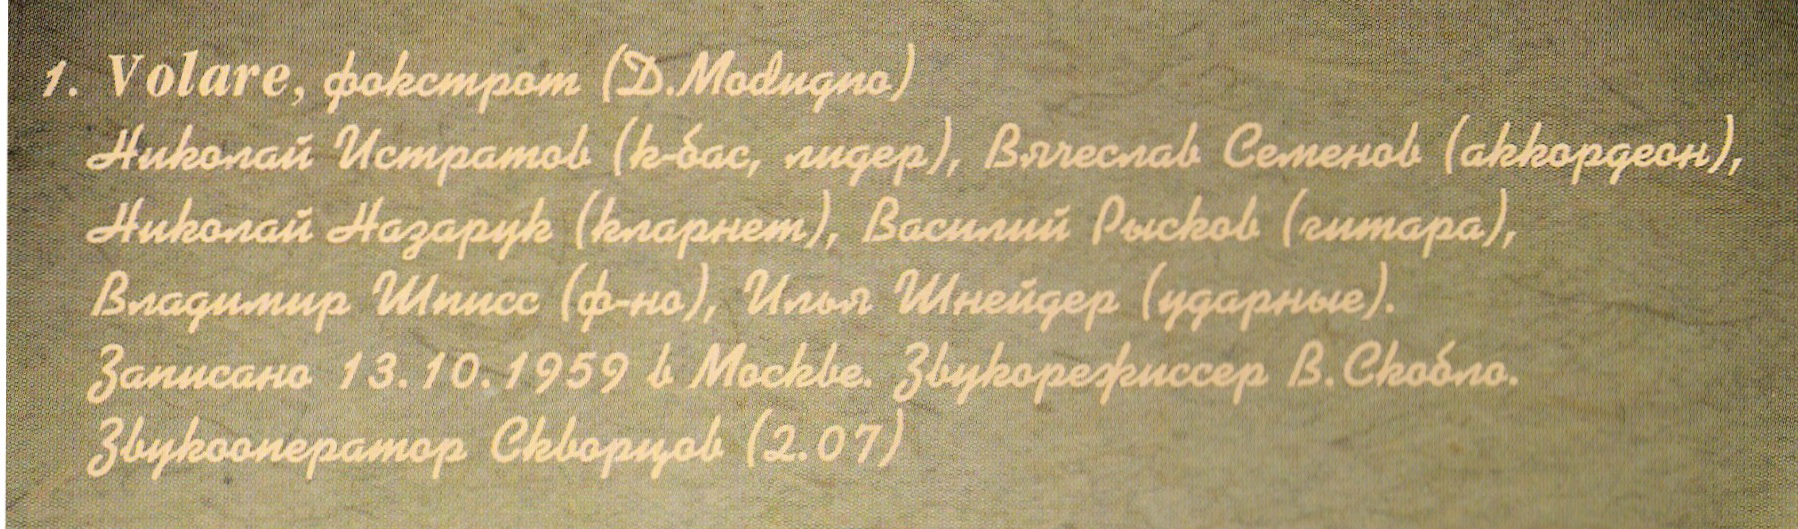 1. Volare, фокстрот (D.Modugno)
Николай Истратов (к-бас, лидер), Вячеслав Семенов (аккордеон),
Николай Назарук (кларнет), Василий Рысков (гитара),
Владимир Шписс (ф-но), Илья Шнейдер (ударные).
Записано 13.10.1959 в Москве. Звукорежиссер В.Скобло.
Звукооператор Скворцов (2.07)